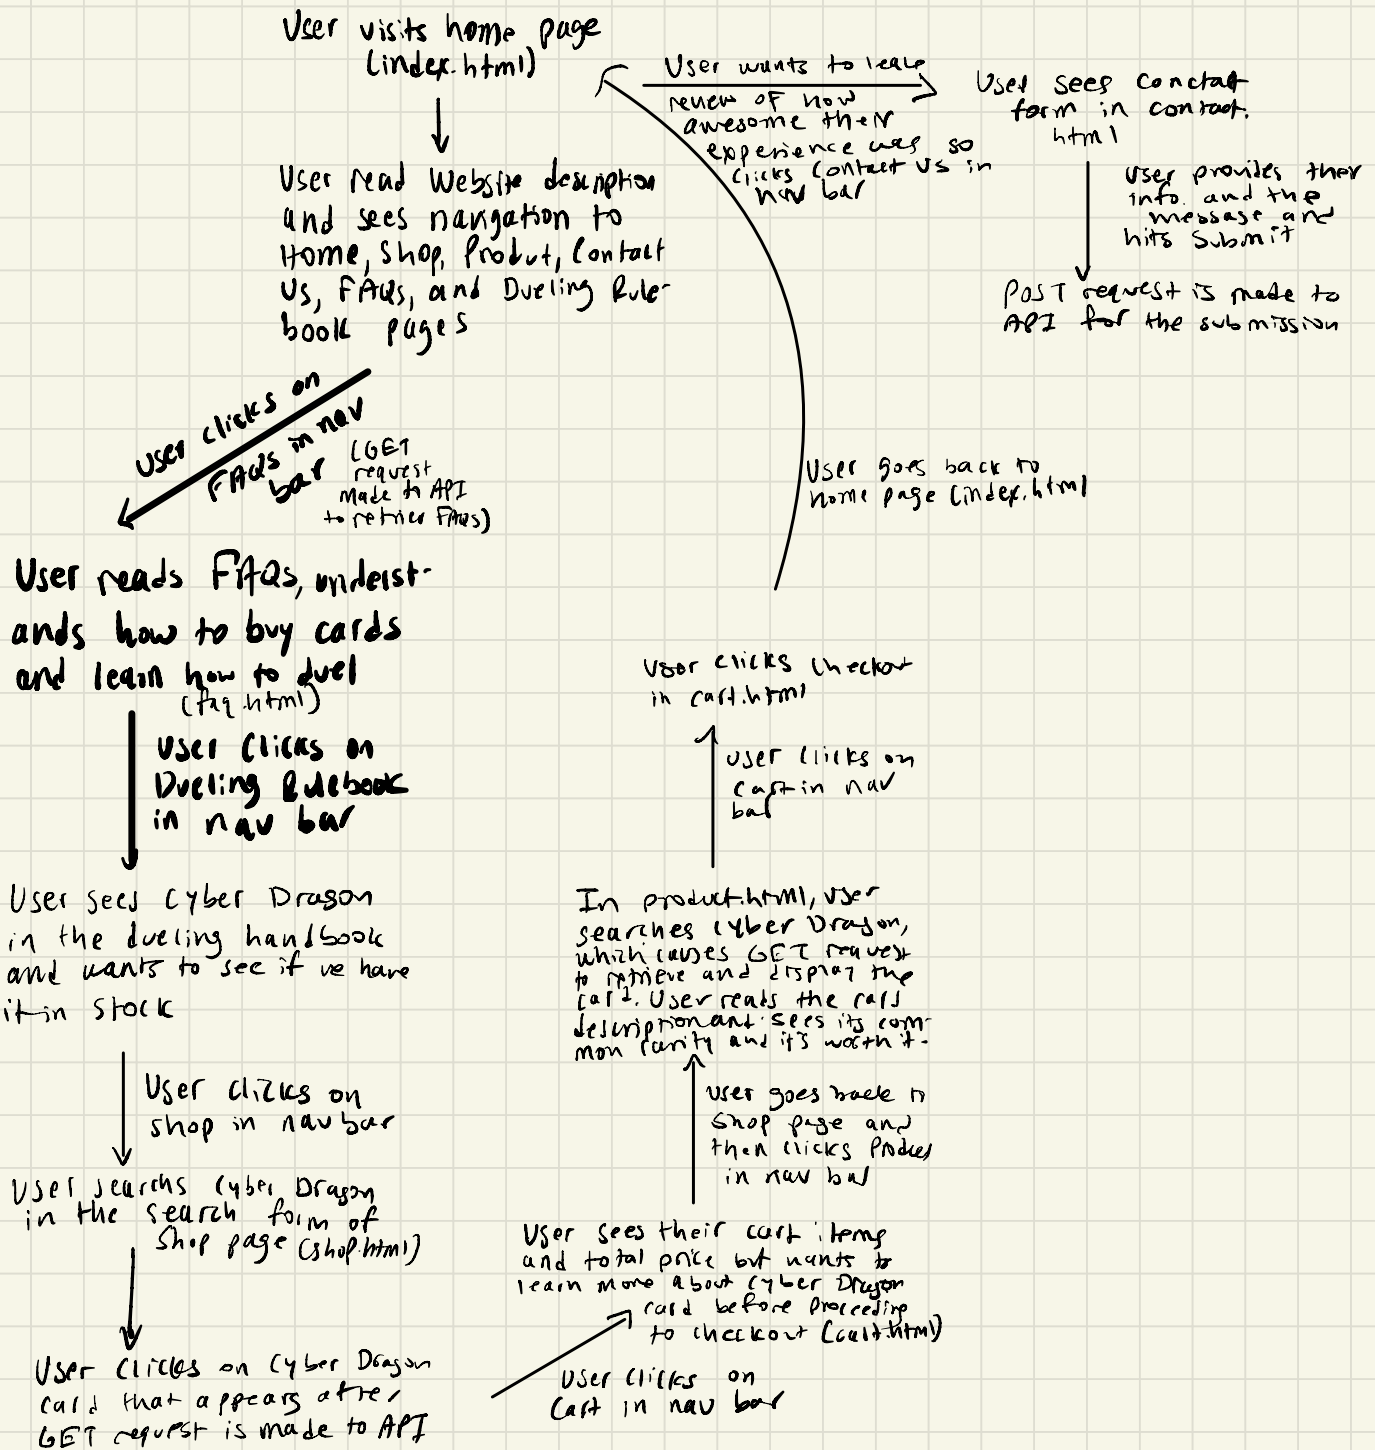 User visits home page
(index.html)
User read Website description
and sees navigation to
Home, Shop, Produt, Contact
Us, FAQs, and Dueling Rule-
book pages
User clicks on
FAQs in nav
bar
(GET
request
made to API
to retriev FAQs)
User reads FAQs, underst-
ands how to buy cards
and learn how to duel
(faq.html)
User Clicks on
Dueling Rulebook
in nav bar
User sees Cyber Dragon
in the dueling handbook
and wants to see if we have
it in stock
User clicks on
shop in nav bar
User searchs Cyber Dragon
in the search form of
Shop page (shop.html)
User Clicks on Cyber Dragon
card that appears after
GET request is made to API
User clicks on
Cart in nav bar
User sees their cart items
and total price but wants to
learn more about Cyber Dragon
card before proceeding
to checkout (cart.html)
User goes back to
shop page and
then clicks Product
in nav bar
In product.html, user
searches Cyber Dragon,
which causes GET request
to retrieve and display the
card. User reads the card
description and sees its com-
mon rarity and it's worth it.
User clicks on
Cart in nav
bar
User clicks Checkout
in cart.html
User goes back to
home page (index.html
User wants to leave
review of how
awesome their
experience was so
clicks Contact Us in
nav bar
User sees conctat
form in contact.
html
User provides their
info. and the
message and
hits Submit
POST request is made to
API for the submission